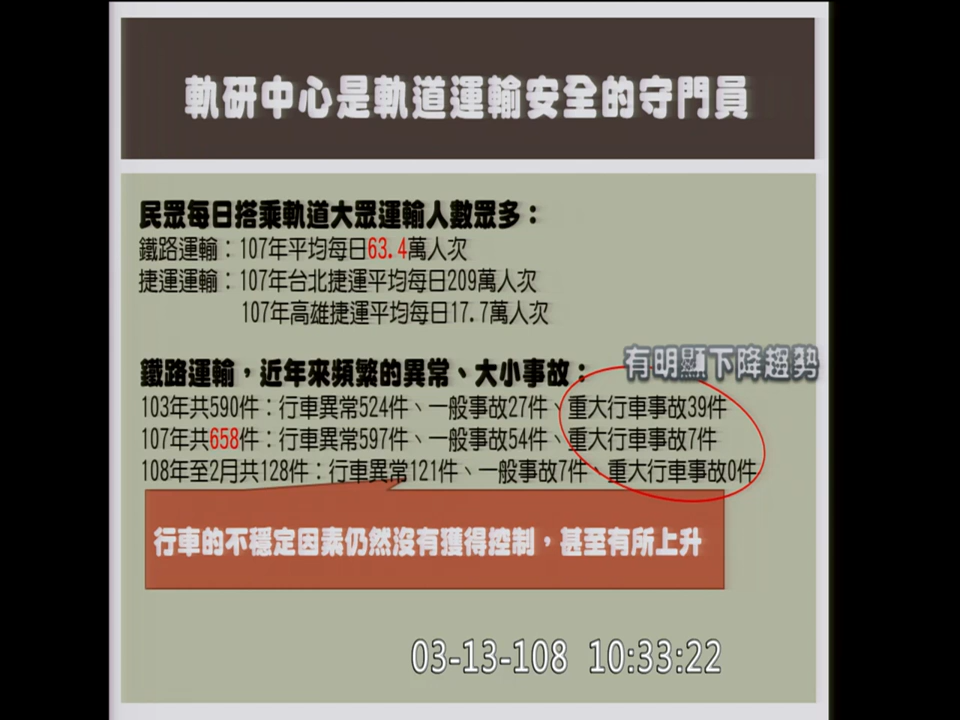 軌研中心是軌道運輸安全的守門員
民眾每日搭乘軌道大眾運輸人數眾多：
鐵路運輸：107年平均每日63.4萬人次
捷運運輸：107年台北捷運平均每日209萬人次
107年高雄捷運平均每日17.7萬人次
有明顯下降趨勢
鐵路運輸，近年來頻繁的異常、大小事故：
103年共590件：行車異常524件、一般事故27件、重大行車事故39件
107年共658件：行車異常597件、一般事故54件、重大行車事故7件
108年至2月共128件：行車異常121件、一般事故7件、重大行車事故0件
行車的不穩定因素仍然沒有獲得控制，甚至有所上升
03-13-108 10:33:22